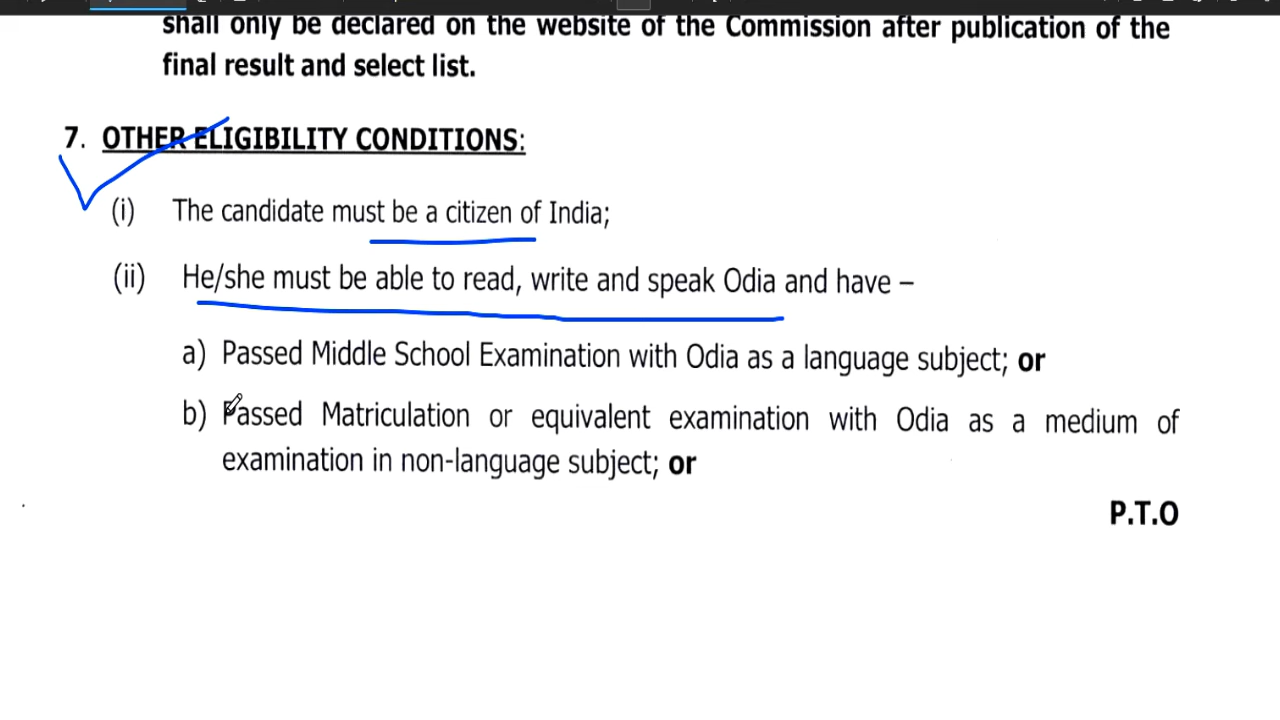 shall only be declared on the website of the Commission after publication of the
final result and select list.
7. OTHER ELIGIBILITY CONDITIONS:
(i) The candidate must be a citizen of India;
(ii) He/she must be able to read, write and speak Odia and have –
a) Passed Middle School Examination with Odia as a language subject; or
b) Passed Matriculation or equivalent examination with Odia as a medium of
examination in non-language subject; or
P.T.O